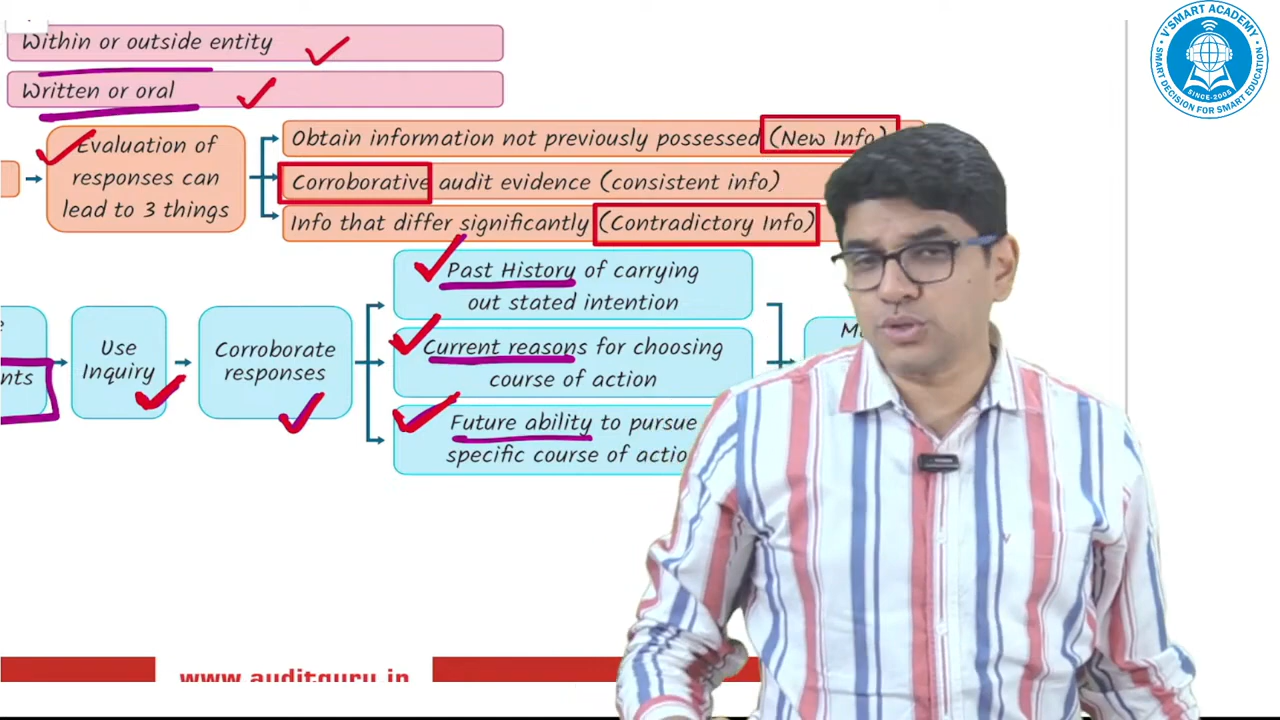 Within or outside entity
Written or oral
Evaluation of
responses can
lead to 3 things
Obtain information not previously possessed (New Info)
Corroborative audit evidence (consistent info)
Info that differ significantly (Contradictory Info)
Use
Inquiry
Corroborate
responses
Past History of carrying
out stated intention
Current reasons for choosing
course of action
Future ability to pursue
specific course of
www.auditguru.in
V'SMART ACADEMY
SINCE-2005
SMART DECISION FOR SMART EDUCATION